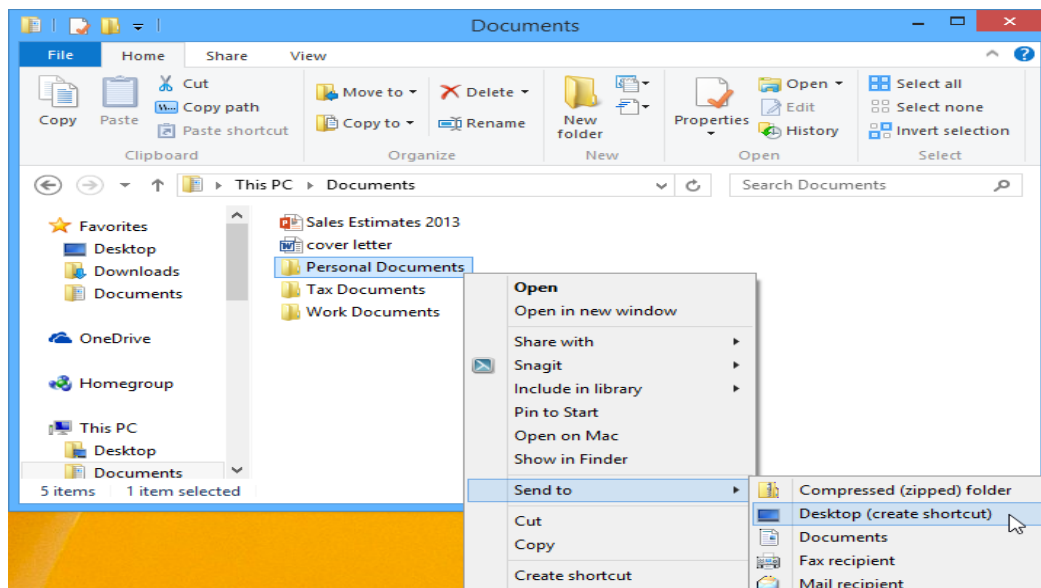 Documents
File Home Share View
Copy
Paste
Cut
Copy path
Paste shortcut
Clipboard
Move to
Copy to
Delete
Rename
Organize
New folder
New
Properties
Open
Edit
History
Open
Select all
Select none
Invert selection
Select
This PC Documents
Search Documents
Favorites
Desktop
Downloads
Documents
OneDrive
Homegroup
This PC
Desktop
Documents
Sales Estimates 2013
cover letter
Personal Documents
Tax Documents
Work Documents
5 items 1 item selected
Open
Open in new window
Share with
Snagit
Include in library
Pin to Start
Open on Mac
Show in Finder
Send to
Cut
Copy
Create shortcut
Compressed (zipped) folder
Desktop (create shortcut)
Documents
Fax recipient
Mail recipient